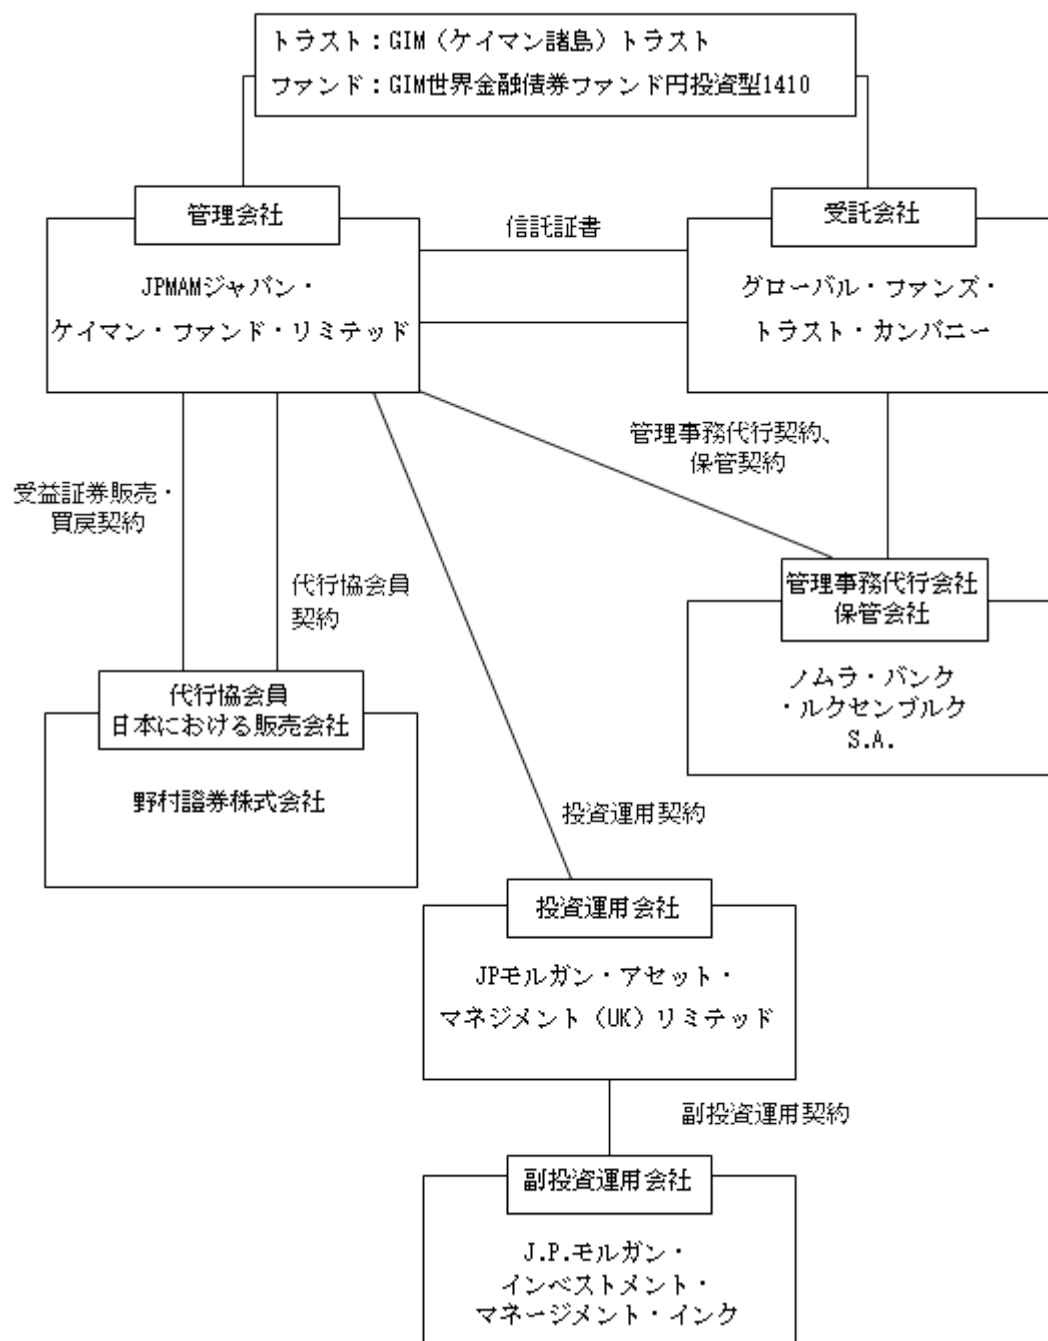 トラスト：GIM（ケイマン諸島）トラスト
ファンド：GIM世界金融債券ファンド円投資型1410
管理会社
JPMAMジャパン・
ケイマン・ファンド・リミテッド
信託証書
受託会社
グローバル・ファンズ・
トラスト・カンパニー
管理事務代行契約、
保管契約
受益証券販売・
買戻契約
代行協会員
契約
管理事務代行会社
保管会社
ノムラ・バンク
・ルクセンブルク
S.A.
代行協会員
日本における販売会社
野村證券株式会社
投資運用契約
投資運用会社
JPモルガン・アセット・
マネジメント（UK）リミテッド
副投資運用契約
副投資運用会社
J.P.モルガン・
インベストメント・
マネージメント・インク